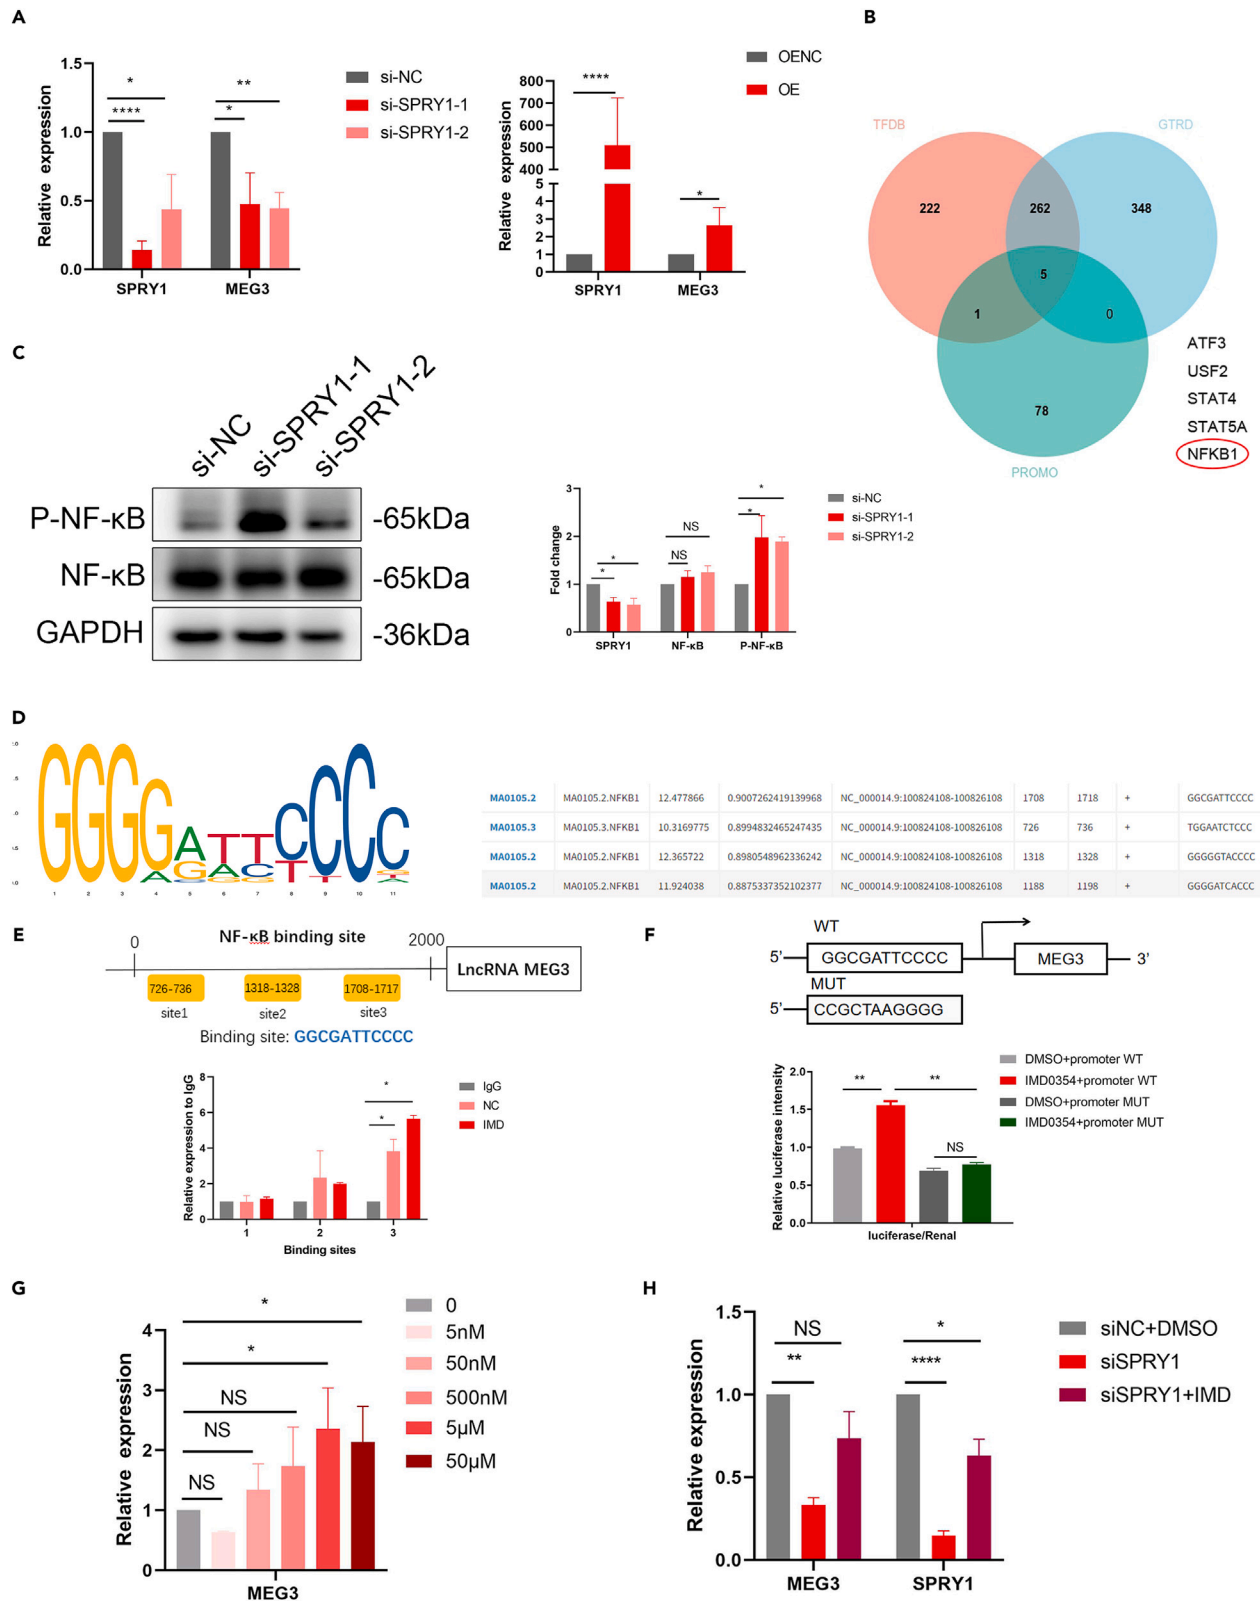 A
1.5
1.0
0.5
0.0
Relative expression
*
****
**
*
SPRY1
MEG3
si-NC
si-SPRY1-1
si-SPRY1-2
800
700
600
500
400
5
4
3
2
1
0
Relative expression
****
*
SPRY1
MEG3
OENC
OE
B
TFDB
GTRD
222
262
348
5
1
0
78
PROMO
ATF3
USF2
STAT4
STAT5A
NFKB1
C
si-NC
si-SPRY1-1
si-SPRY1-2
P-NF-κB
-65kDa
NF-κB
-65kDa
GAPDH
-36kDa
3
2
1
0
Fold change
*
*
NS
NS
*
*
SPRY1
NF-κB
P-NF-κB
si-NC
si-SPRY1-1
si-SPRY1-2
D
GGGGATTCCCC
1 2 3 4 5 6 7 8 9 10 11
MA0105.2 MA0105.2.NFKB1 12.477866 0.9007262419139968 NC_000014.9:100824108-100826108 1708 1718 + GGCGATTCCCC
MA0105.3 MA0105.3.NFKB1 10.3169775 0.8994832465247435 NC_000014.9:100824108-100826108 726 736 + TGGAATCTCCC
MA0105.2 MA0105.2.NFKB1 12.365722 0.8980548962336242 NC_000014.9:100824108-100826108 1318 1328 + GGGGGTACCCC
MA0105.2 MA0105.2.NFKB1 11.924038 0.8875337352102377 NC_000014.9:100824108-100826108 1188 1198 + GGGGATCACCC
E
0
NF-κB binding site
2000
LncRNA MEG3
726-736
1318-1328
1708-1717
site1
site2
site3
Binding site: GGCGATTCCCC
8
6
4
2
0
Relative expression to IgG
*
*
1
2
3
Binding sites
IgG
NC
IMD
F
WT
5'
GGCGATTCCCC
MEG3
3'
MUT
5'
CCGCTAAGGGG
2.0
1.5
1.0
0.5
0.0
Relative luciferase intensity
**
**
NS
luciferase/Renal
DMSO+promoter WT
IMD0354+promoter WT
DMSO+promoter MUT
IMD0354+promoter MUT
G
4
3
2
1
0
Relative expression
*
*
NS
NS
NS
MEG3
0
5nM
50nM
500nM
5μM
50μM
H
1.5
1.0
0.5
0.0
Relative expression
NS
**
*
****
MEG3
SPRY1
siNC+DMSO
siSPRY1
siSPRY1+IMD